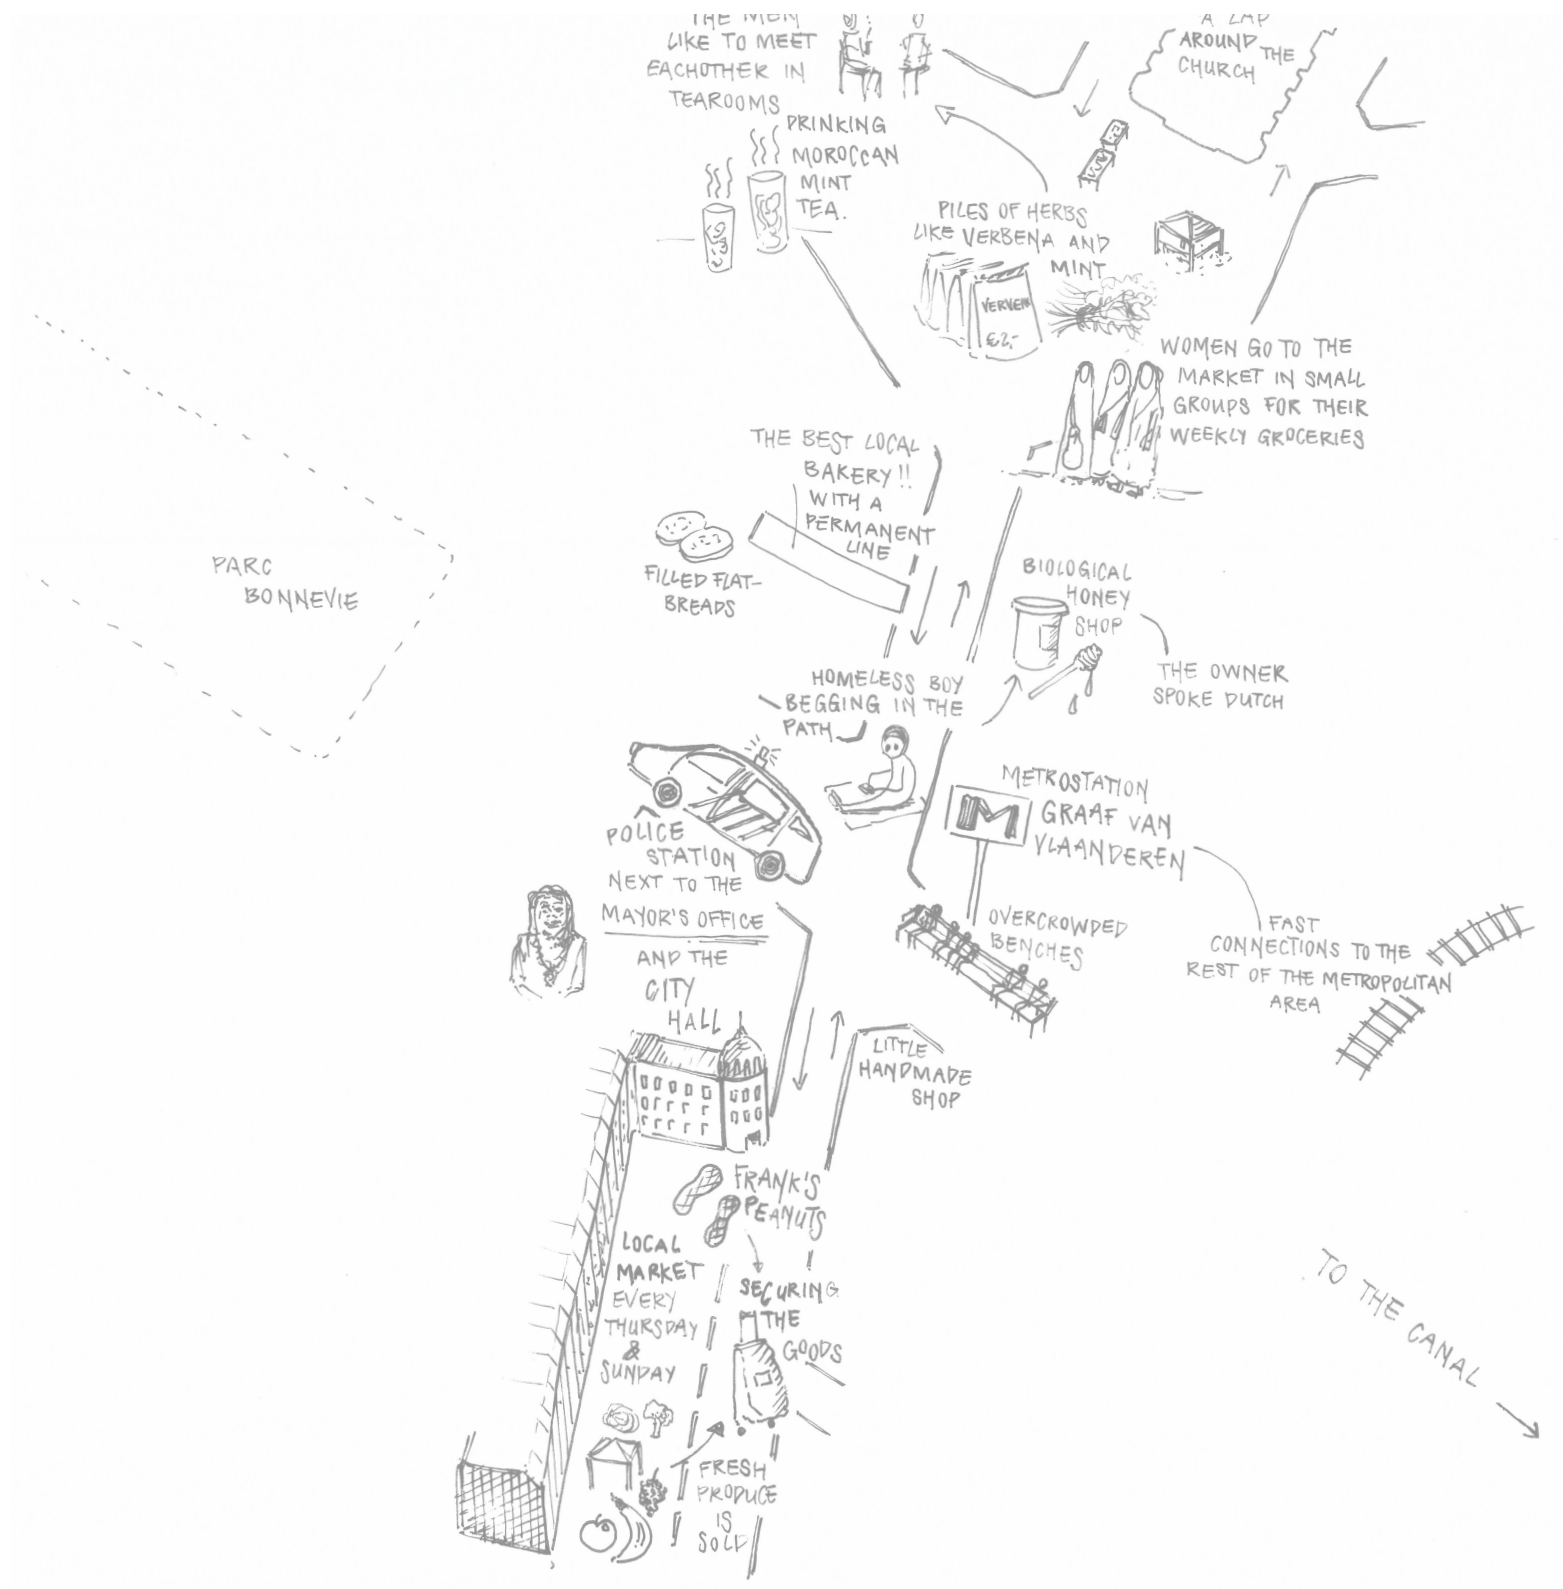 THE MEN
LIKE TO MEET
EACHOTHER IN
TEAROOMS
DRINKING
MOROCCAN
MINT
TEA.
A LAP
AROUND THE
CHURCH
PILES OF HERBS
LIKE VERBENA AND
MINT
VERVEIN
€2,-
WOMEN GO TO THE
MARKET IN SMALL
GROUPS FOR THEIR
WEEKLY GROCERIES
THE BEST LOCAL
BAKERY!!
WITH A
PERMANENT
LINE
FILLED FLAT-
BREADS
PARC
BONNEVIE
BIOLOGICAL
HONEY
SHOP
THE OWNER
SPOKE DUTCH
HOMELESS BOY
BEGGING IN THE
PATH
METROSTATION
GRAAF VAN
VLAANDEREN
M
POLICE
STATION
NEXT TO THE
MAYOR'S OFFICE
AND THE
CITY
HALL
OVERCROWDED
BENCHES
FAST
CONNECTIONS TO THE
REST OF THE METROPOLITAN
AREA
LITTLE
HANDMADE
SHOP
FRANK'S
PEANUTS
LOCAL
MARKET
EVERY
THURSDAY
&
SUNDAY
SECURING
THE
GOODS
FRESH
PRODUCE
IS
SOLD
TO THE CANAL